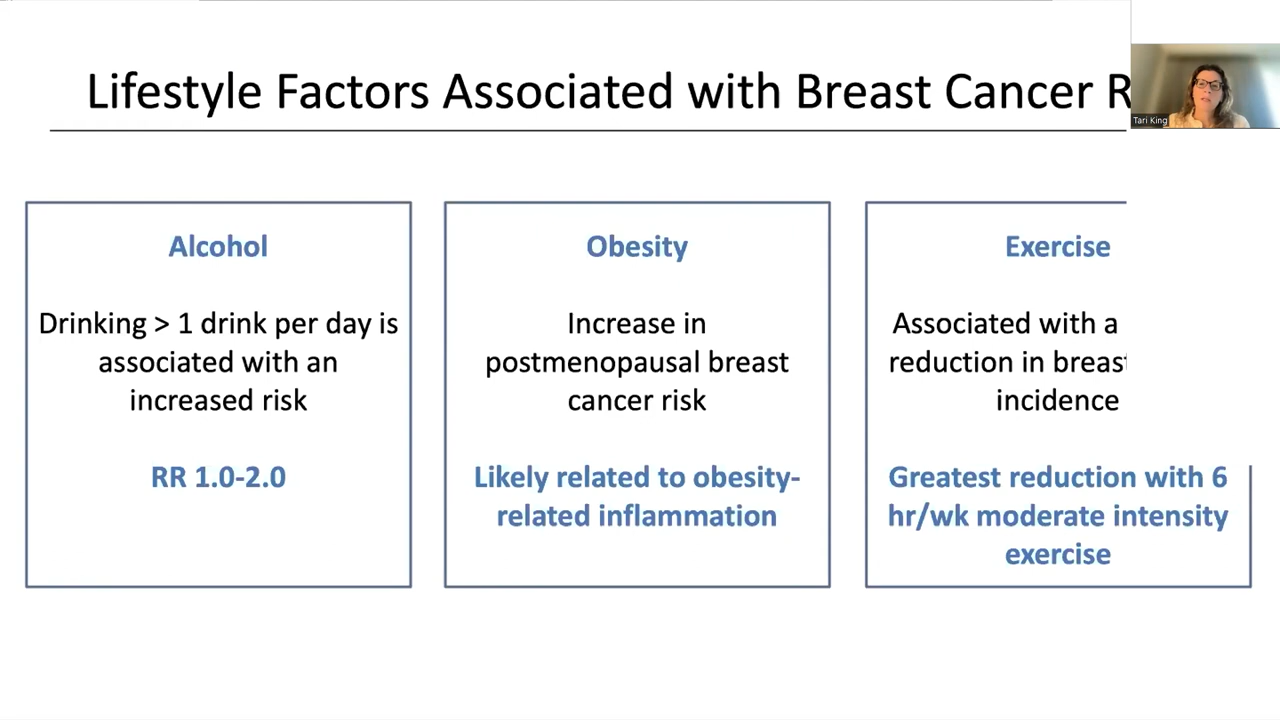 Lifestyle Factors Associated with Breast Cancer
Tari King
Alcohol
Drinking > 1 drink per day is
associated with an
increased risk
RR 1.0-2.0
Obesity
Increase in
postmenopausal breast
cancer risk
Likely related to obesity-
related inflammation
Exercise
Associated with a
reduction in breast
incidence
Greatest reduction with 6
hr/wk moderate intensity
exercise